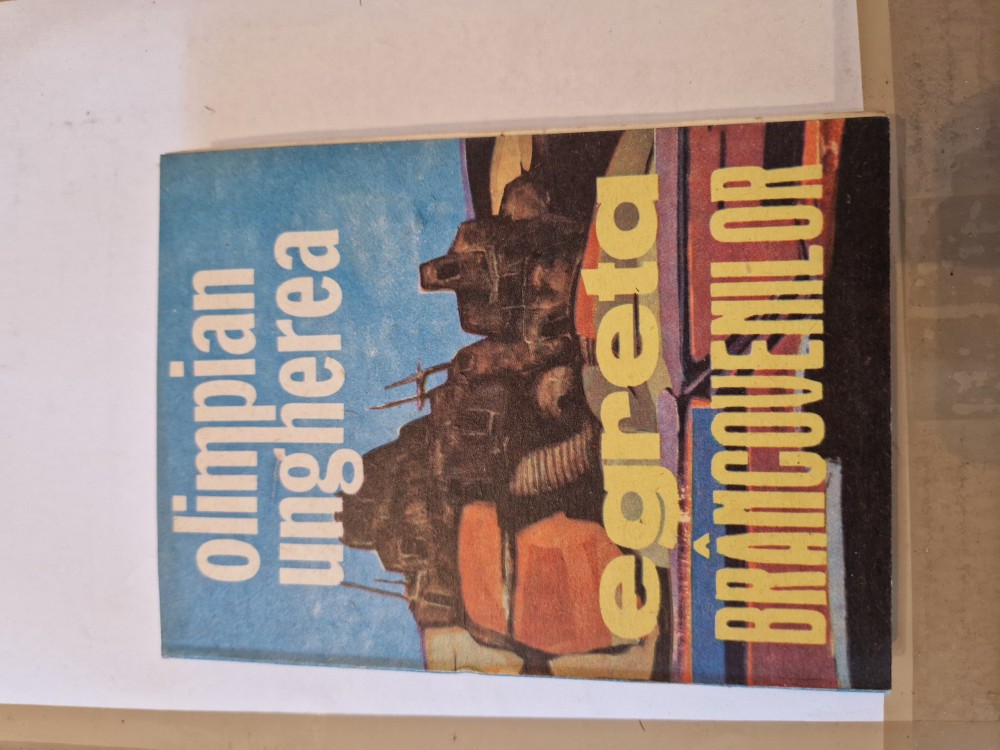 olimpian
ungherea
egreta
BRÂNCOVENILOR